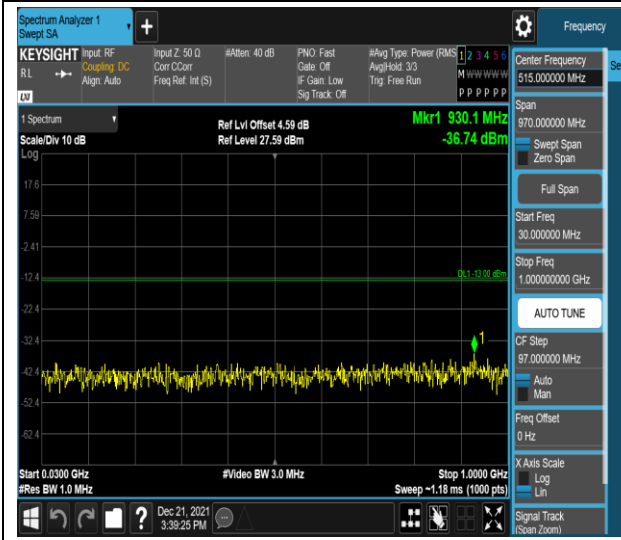 Spectrum Analyzer 1
Swept SA
Frequency
KEYSIGHT
RL
LXI
Input: RF
Coupling: DC
Align: Auto
Input Z: 50 Ω
Corr CCorr
Freq Ref: Int (S)
#Atten: 40 dB
PNO: Fast
Gate: Off
IF Gain: Low
Sig Track: Off
#Avg Type: Power (RMS
Avg|Hold: 3/3
Trig: Free Run
1 2 3 4 5 6
M W W W W W
P P P P P P
1 Spectrum
Scale/Div 10 dB
Ref Lvl Offset 4.59 dB
Ref Level 27.59 dBm
Mkr1 930.1 MHz
-36.74 dBm
Log
17.6
7.59
-2.41
-12.4
-22.4
-32.4
-42.4
-52.4
-62.4
DL1 -13.00 dBm
1
Start 0.0300 GHz
#Res BW 1.0 MHz
#Video BW 3.0 MHz
Stop 1.0000 GHz
Sweep ~1.18 ms (1000 pts)
?
Dec 21, 2021
3:39:25 PM
Center Frequency
515.000000 MHz
Se
Span
970.000000 MHz
Swept Span
Zero Span
Full Span
Start Freq
30.000000 MHz
Stop Freq
1.000000000 GHz
AUTO TUNE
CF Step
97.000000 MHz
Auto
Man
Freq Offset
0 Hz
X Axis Scale
Log
Lin
Signal Track
(Span Zoom)